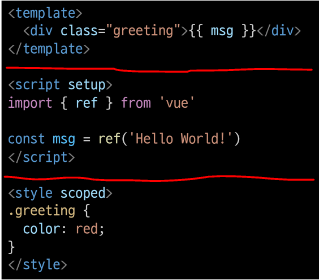 <template>
  <div class="greeting">{{ msg }}</div>
</template>
<script setup>
import { ref } from 'vue'
const msg = ref('Hello World!')
</script>
<style scoped>
.greeting {
  color: red;
}
</style>